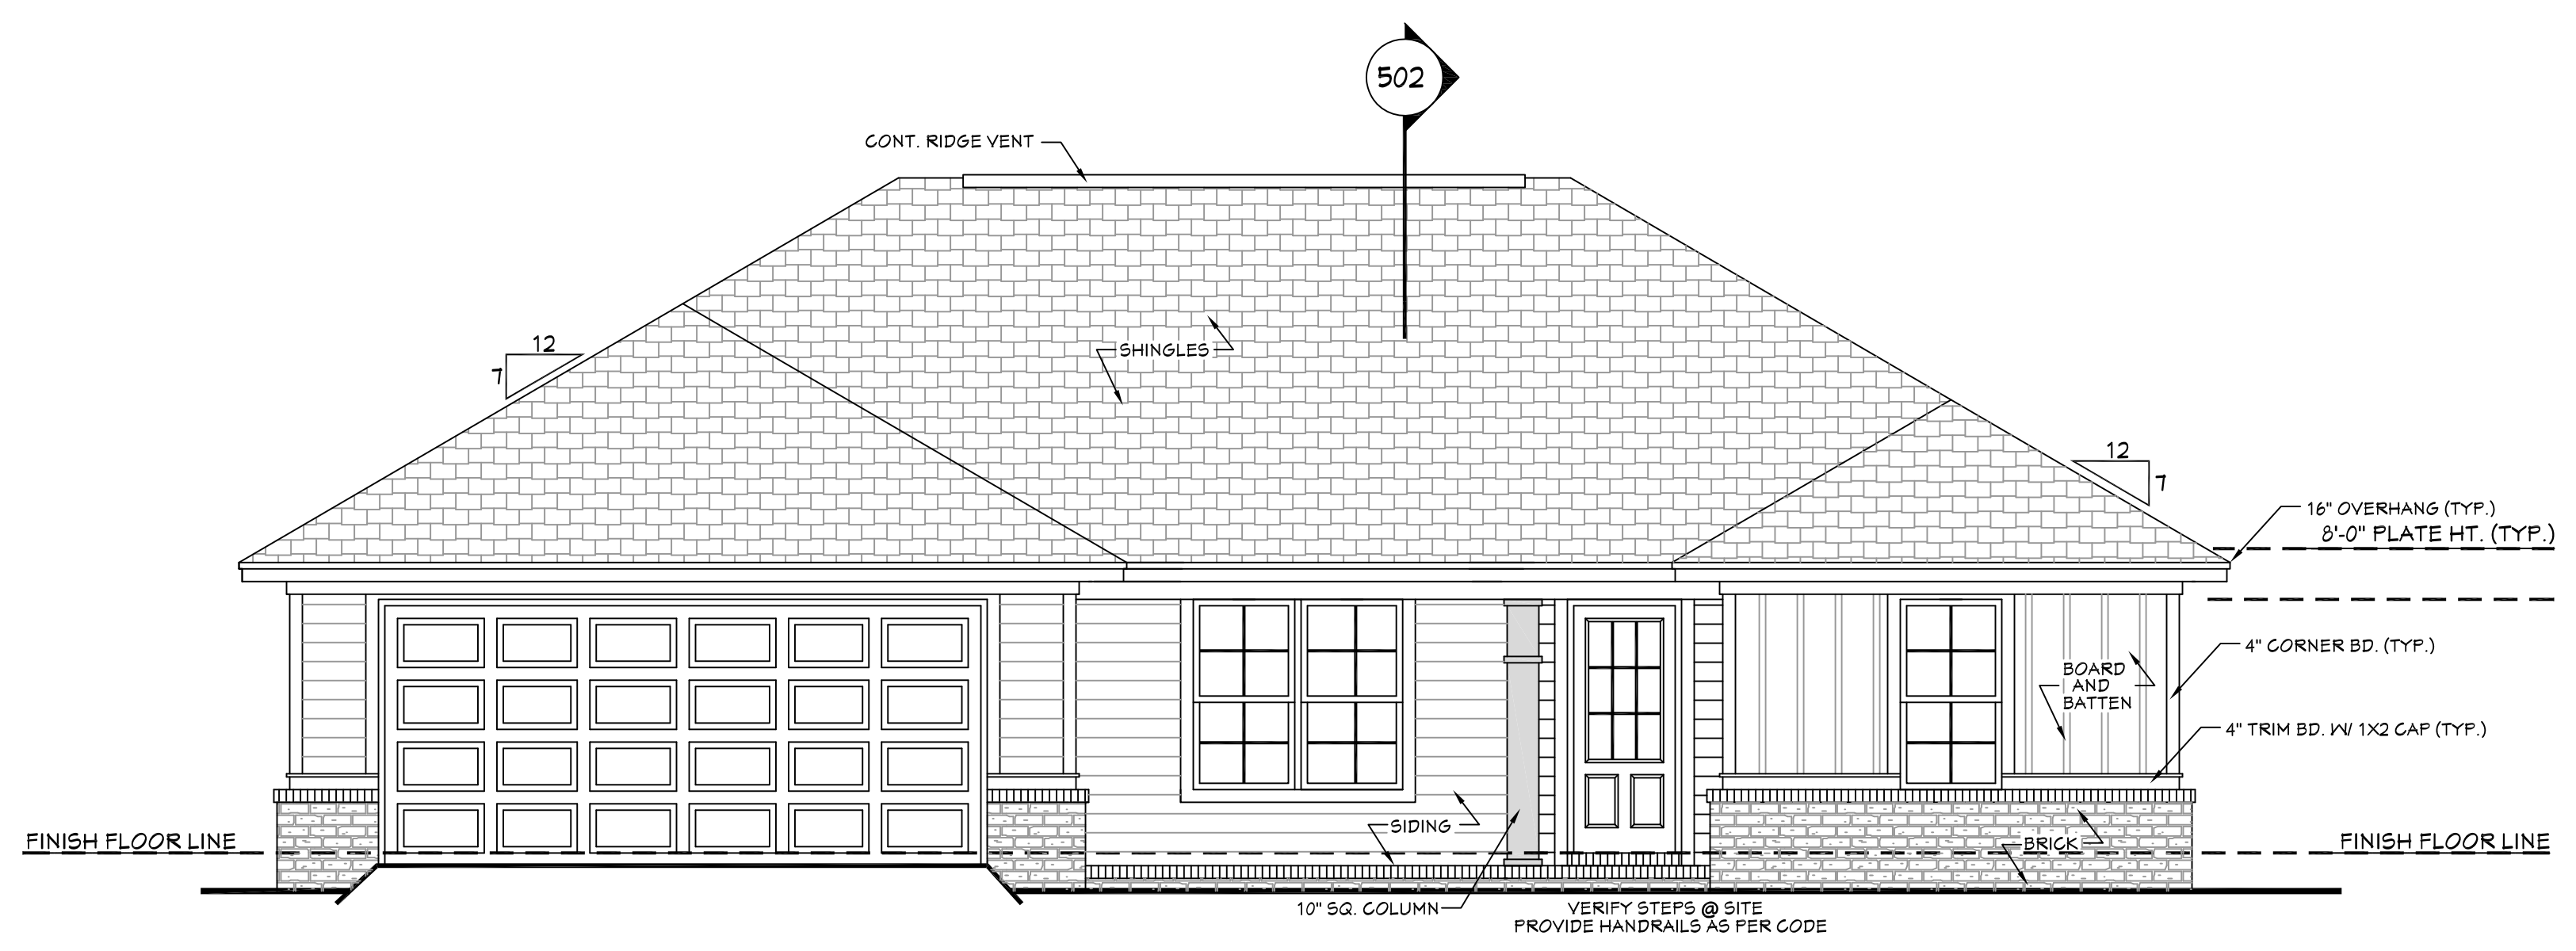 502
CONT. RIDGE VENT
12
7
SHINGLES
12
7
16" OVERHANG (TYP.)
8'-0" PLATE HT. (TYP.)
4" CORNER BD. (TYP.)
BOARD
AND
BATTEN
4" TRIM BD. W/ 1X2 CAP (TYP.)
SIDING
FINISH FLOOR LINE
BRICK
FINISH FLOOR LINE
10" SQ. COLUMN
VERIFY STEPS @ SITE
PROVIDE HANDRAILS AS PER CODE